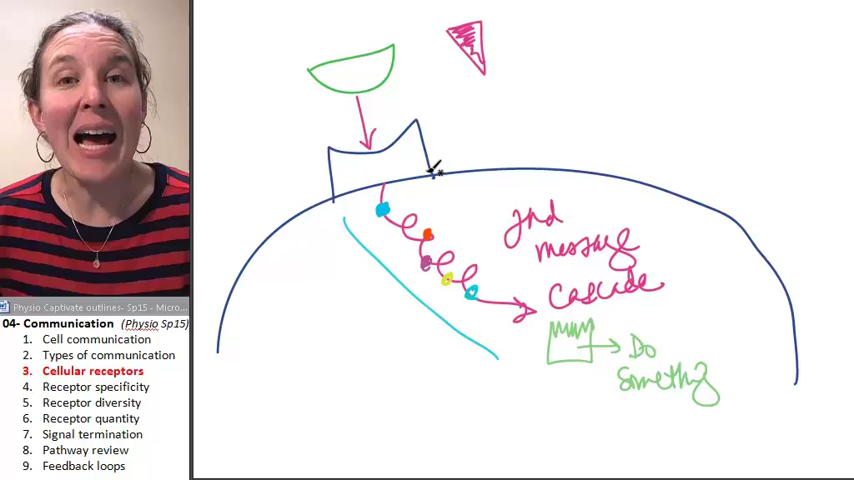 2nd
message
Cascade
Do
Something
Physio Captivate outlines- Sp15 - Micro
04- Communication (Physio Sp15)
1. Cell communication
2. Types of communication
3. Cellular receptors
4. Receptor specificity
5. Receptor diversity
6. Receptor quantity
7. Signal termination
8. Pathway review
9. Feedback loops